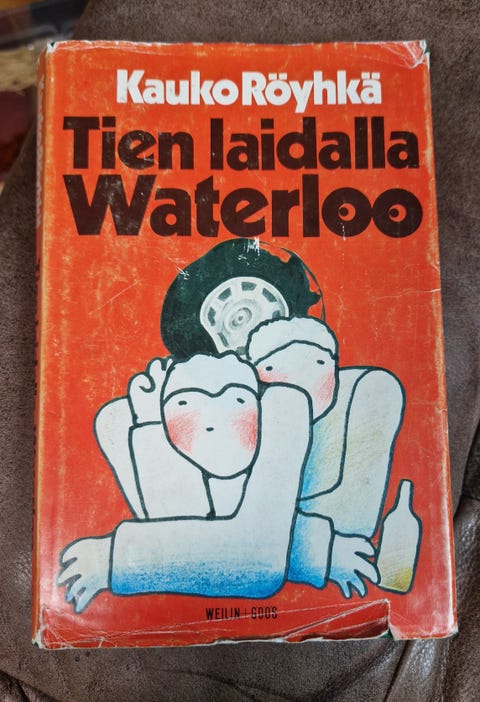 Kauko Röyhkä
Tien laidalla
Waterloo
WEILIN + GÖÖS